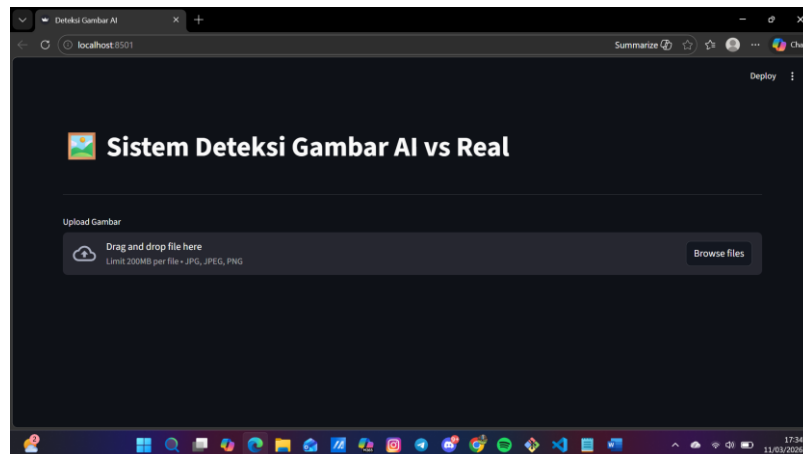 Deteksi Gambar AI
localhost:8501
Summarize
Deploy
Sistem Deteksi Gambar AI vs Real
Upload Gambar
Drag and drop file here
Limit 200MB per file • JPG, JPEG, PNG
Browse files
17:34
11/03/2026